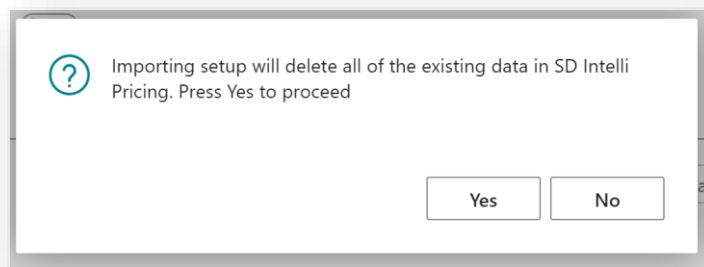 Importing setup will delete all of the existing data in SD Intelli
Pricing. Press Yes to proceed
Yes
No